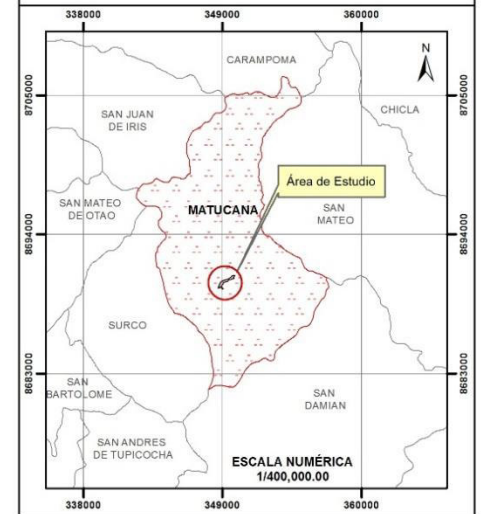 338000 349000 360000
N
CARAMPOMA
8705000 8705000
CHICLA
SAN JUAN
DE IRIS
Área de Estudio
SAN MATEO
DE OTAO
MATUCANA
SAN
MATEO
8694000 8694000
SURCO
8683000 8683000
SAN
BARTOLOME
SAN
DAMIAN
SAN ANDRES
DE TUPICOCHA
ESCALA NUMÉRICA
1/400,000.00
338000 349000 360000